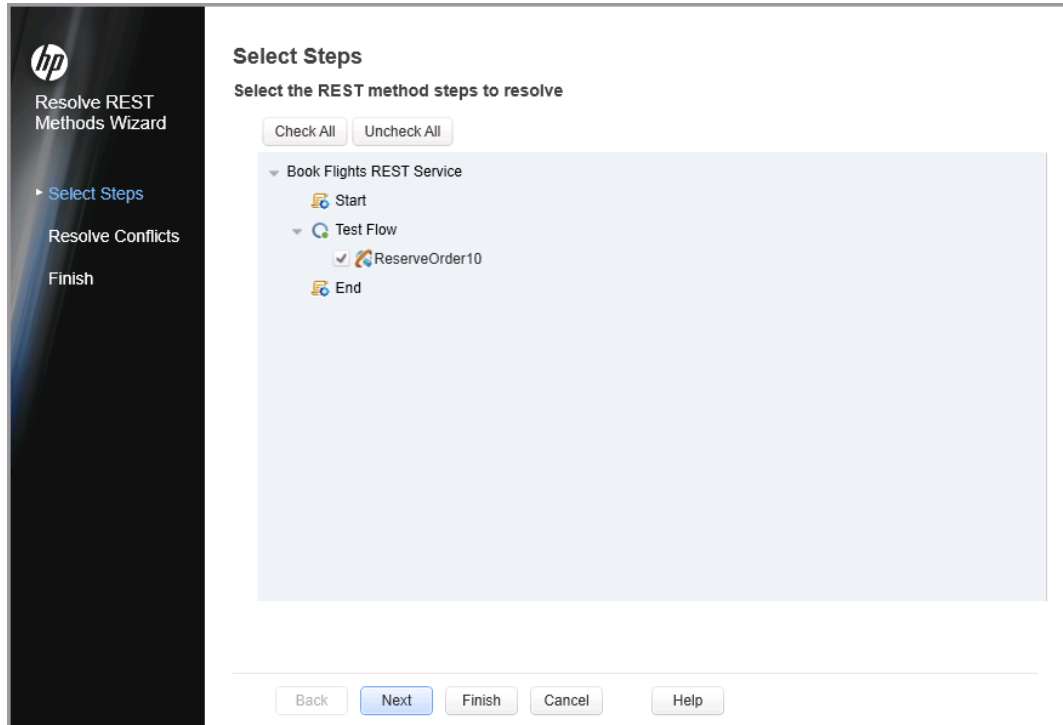 hp
Resolve REST
Methods Wizard
Select Steps
Resolve Conflicts
Finish
Select Steps
Select the REST method steps to resolve
Check All Uncheck All
Book Flights REST Service
Start
Test Flow
ReserveOrder10
End
Back Next Finish Cancel Help